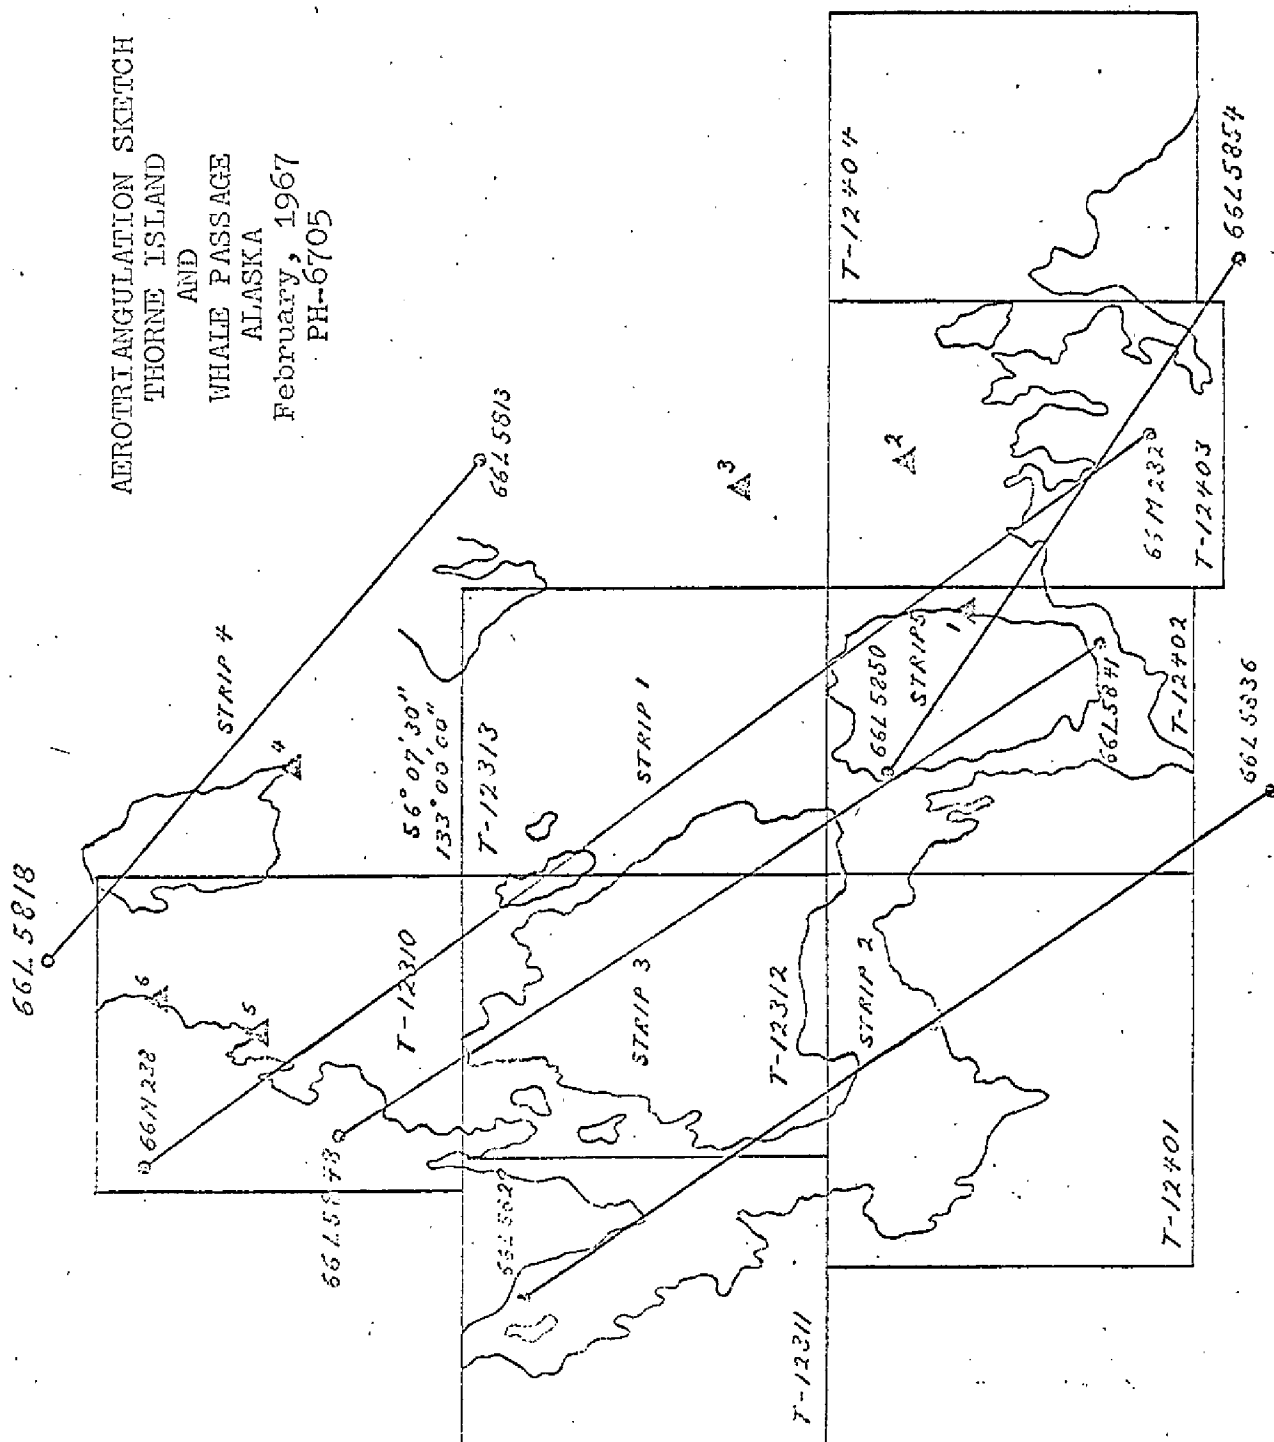 AEROTRIANGULATION SKETCH
THORNE ISLAND
AND
WHALE PASSAGE
ALASKA
February, 1967
PH-6705
66L5818
STRIP 4
66L5813
4
3
6
5
66M238
T-12310
56° 07' 30"
133° 00' 00"
T-12313
STRIP 1
STRIP 3
T-12312
T-12311
T-12404
2
66M232
T-12403
66L5854
66L5850
STRIP 5
1
66L5841
T-12402
66L5836
STRIP 2
T-12401